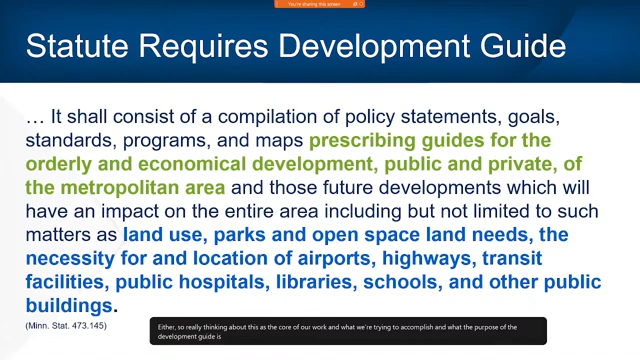 You're sharing this screen
Statute Requires Development Guide
… It shall consist of a compilation of policy statements, goals,
standards, programs, and maps prescribing guides for the
orderly and economical development, public and private, of
the metropolitan area and those future developments which will
have an impact on the entire area including but not limited to such
matters as land use, parks and open space land needs, the
necessity for and location of airports, highways, transit
facilities, public hospitals, libraries, schools, and other public
buildings.
(Minn. Stat. 473.145)
Either, so really thinking about this as the core of our work and what we're trying to accomplish and what the purpose of the
development guide is